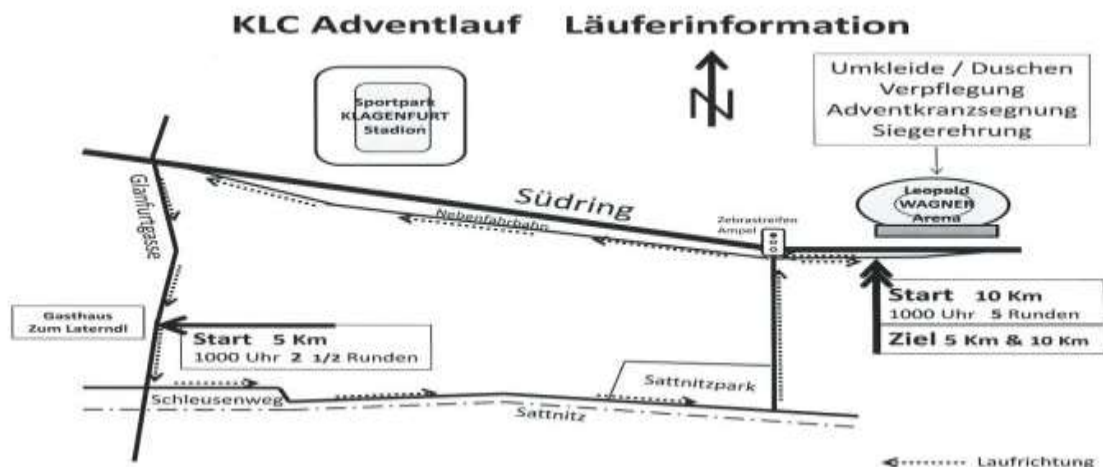 KLC Adventlauf Läuferinformation
N
Umkleide / Duschen
Verpflegung
Adventkranzsegnung
Siegerehrung
Sportpark
KLAGENFURT
Stadion
Leopold
WAGNER
Arena
Südring
Nebenfahrbahn
Zebrastreifen
Ampel
Glanfurtgasse
Start 10 Km
1000 Uhr 5 Runden
Ziel 5 Km & 10 Km
Gasthaus
Zum Laterndl
Start 5 Km
1000 Uhr 2 1/2 Runden
Sattnitzpark
Schleusenweg
Sattnitz
Laufrichtung